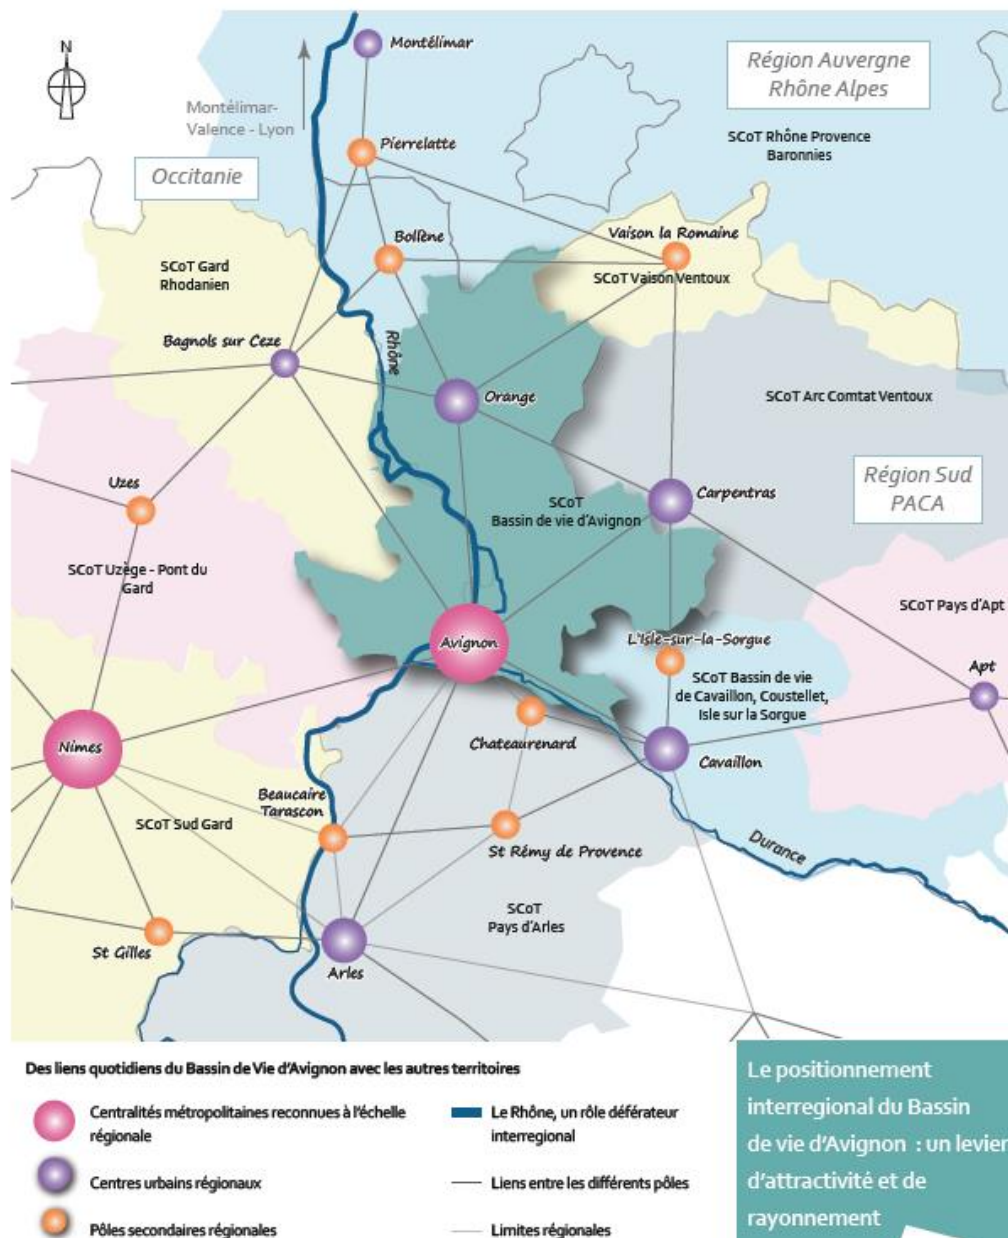 N
Montélimar
Région Auvergne
Rhône Alpes
Montélimar-
Valence - Lyon
SCoT Rhône Provence
Baronnies
Pierrelatte
Occitanie
Bollène
Vaison la Romaine
SCoT Gard
Rhodanien
SCoT Vaison Ventoux
Bagnols sur Ceze
Rhône
Orange
SCoT Arc Comtat Ventoux
Uzes
Carpentras
Région Sud
PACA
SCoT
Bassin de vie d'Avignon
SCoT Uzège - Pont du
Gard
SCoT Pays d'Apt
Avignon
L'Isle-sur-la-Sorgue
Apt
SCoT Bassin de vie
de Cavaillon, Coustellet,
Isle sur la Sorgue
Nimes
Chateaurenard
Cavaillon
Beaucaire
Tarascon
SCoT Sud Gard
St Rémy de Provence
Durance
SCoT
Pays d'Arles
St Gilles
Arles
Des liens quotidiens du Bassin de Vie d'Avignon avec les autres territoires
Centralités métropolitaines reconnues à l'échelle
régionale
Centres urbains régionaux
Pôles secondaires régionales
Le Rhône, un rôle déférateur
interregional
Liens entre les différents pôles
Limites régionales
Le positionnement
interregional du Bassin
de vie d'Avignon : un levier
d'attractivité et de
rayonnement